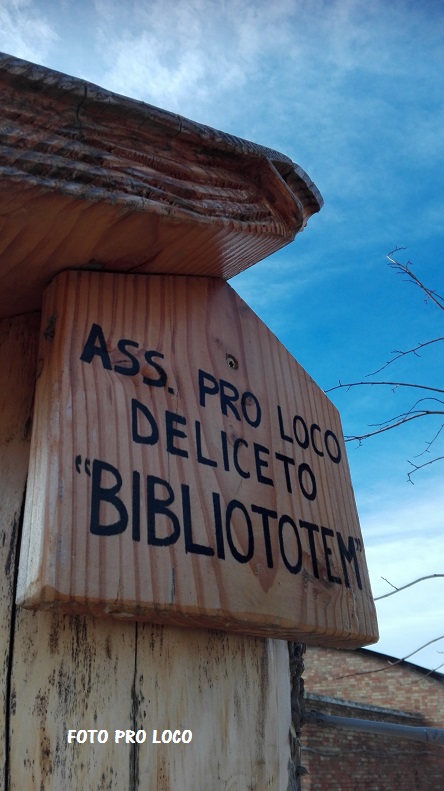 ASS. PRO LOCO
DELICETO
"BIBLIOTOTEM"
FOTO PRO LOCO